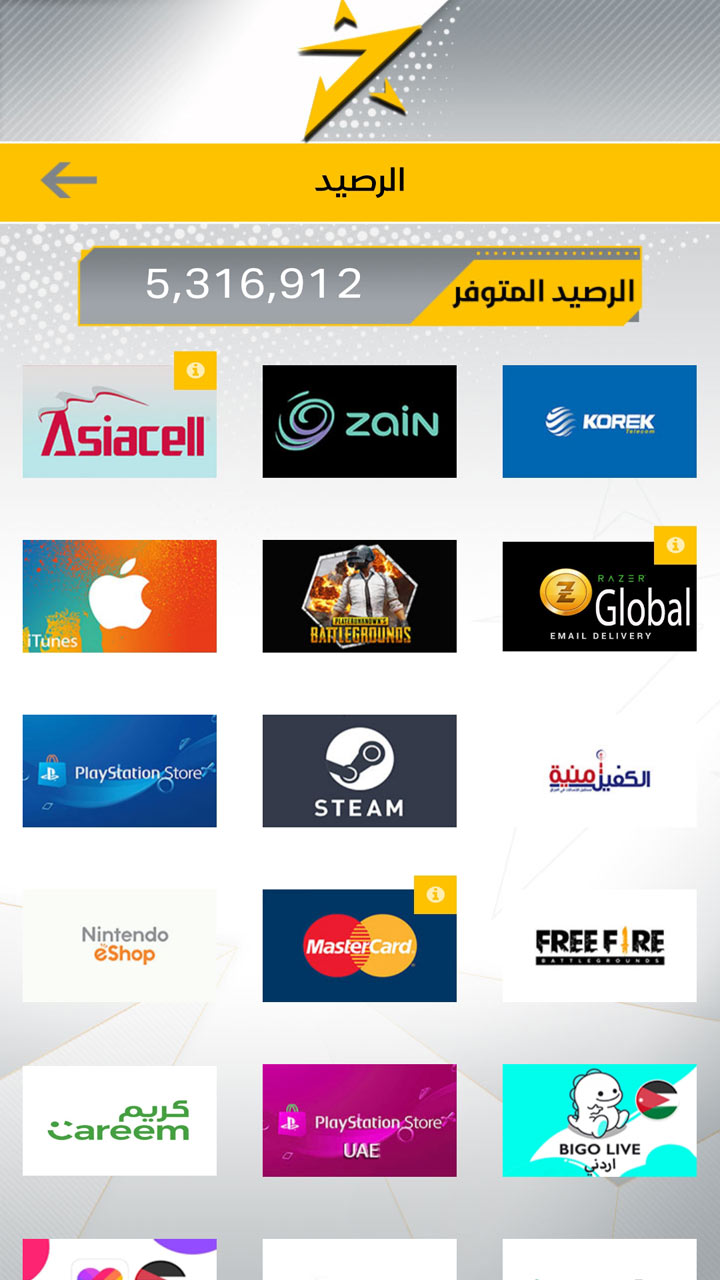 الرصيد
الرصيد المتوفر
5,316,912
Asiacell
zain
KOREK
Telecom
iTunes
PLAYERUNKNOWN'S
BATTLEGROUNDS
RAZER
Global
EMAIL DELIVERY
PlayStation Store
STEAM
الكفيل أمنية
Nintendo
eShop
MasterCard
FREE FIRE
BATTLEGROUNDS
كريم
Careem
PlayStation Store
UAE
BIGO LIVE
اردني